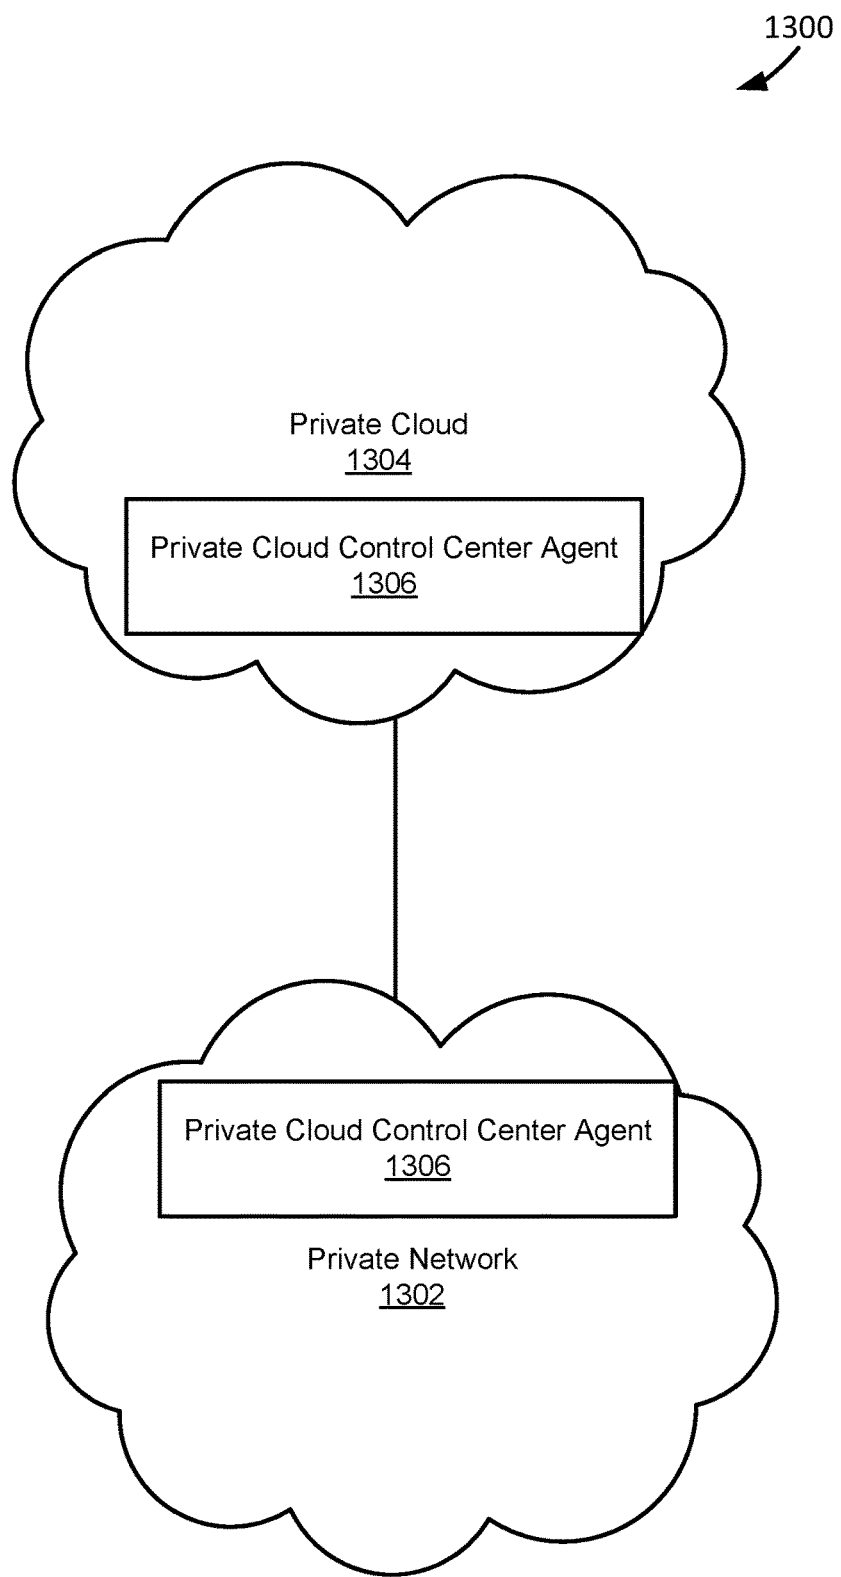 1300
Private Cloud
1304
Private Cloud Control Center Agent
1306
Private Cloud Control Center Agent
1306
Private Network
1302